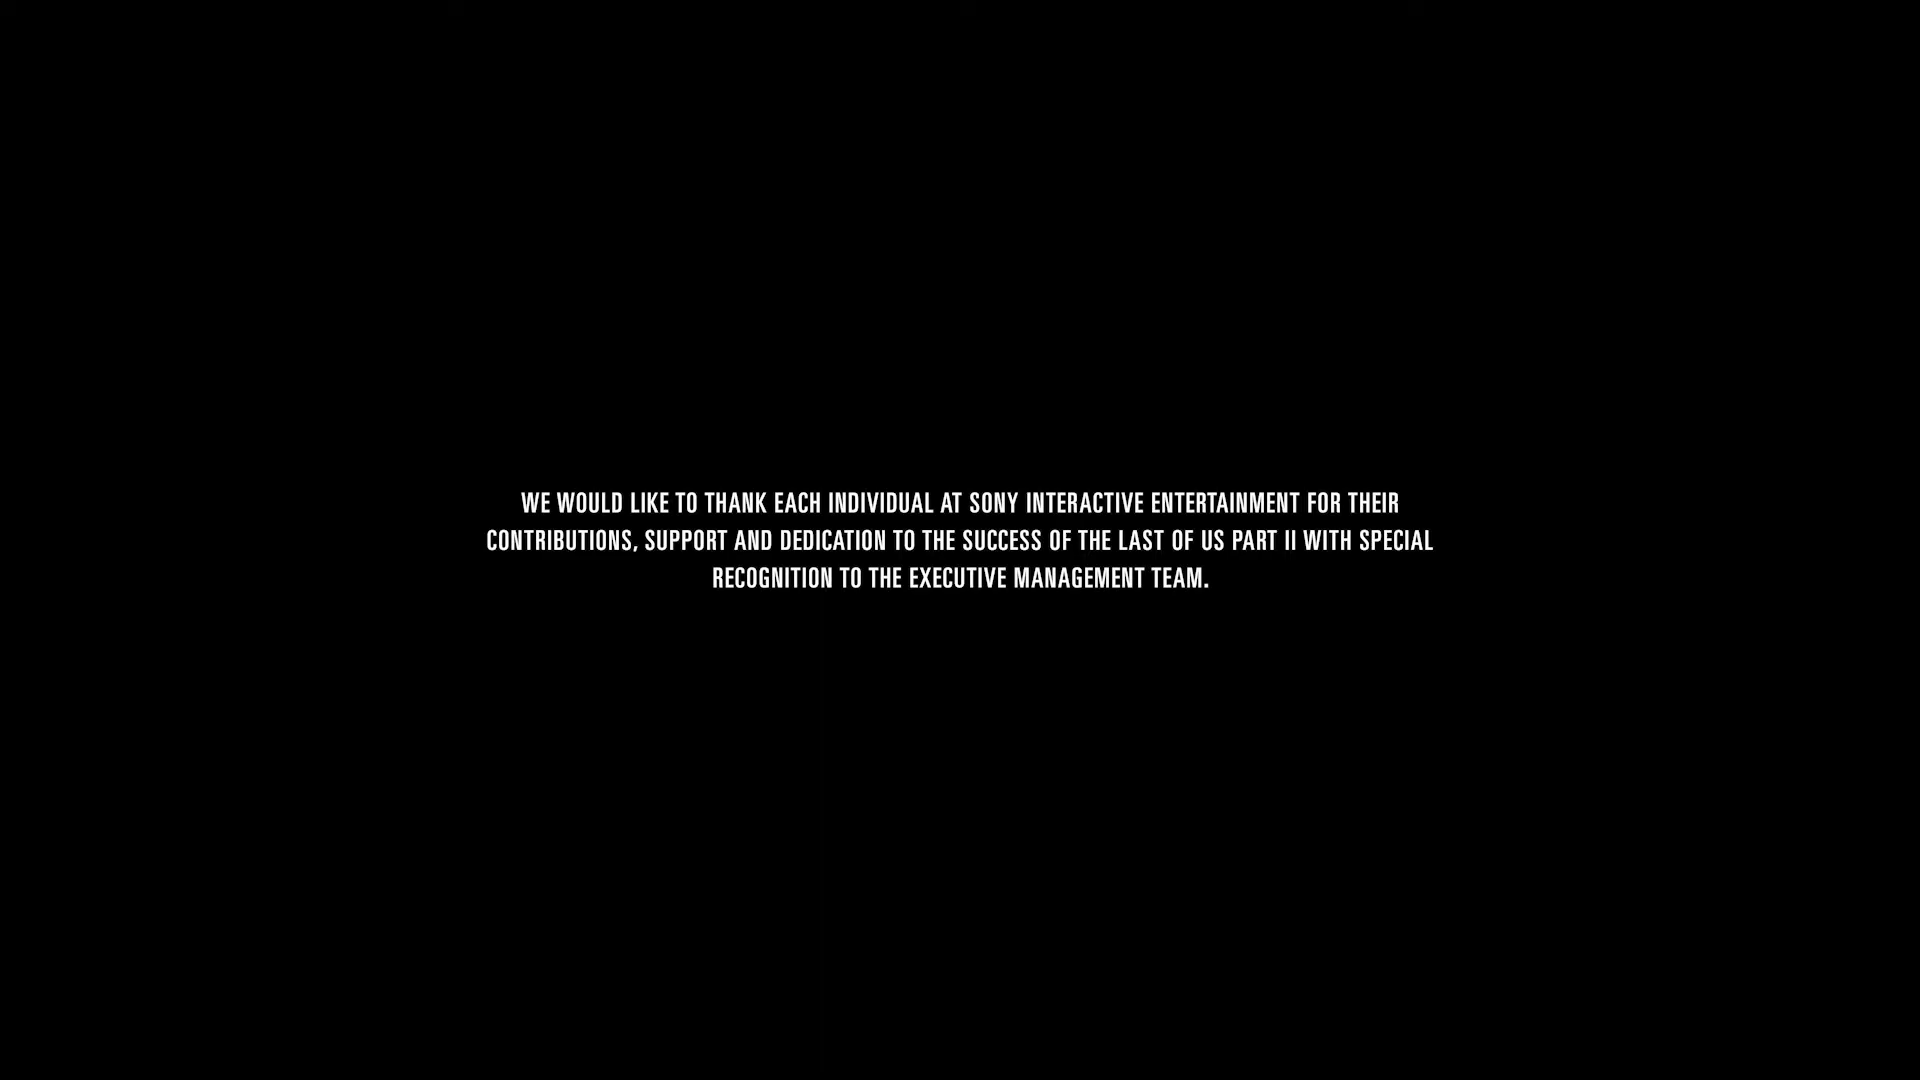 WE WOULD LIKE TO THANK EACH INDIVIDUAL AT SONY INTERACTIVE ENTERTAINMENT FOR THEIR
CONTRIBUTIONS, SUPPORT AND DEDICATION TO THE SUCCESS OF THE LAST OF US PART II WITH SPECIAL
RECOGNITION TO THE EXECUTIVE MANAGEMENT TEAM.